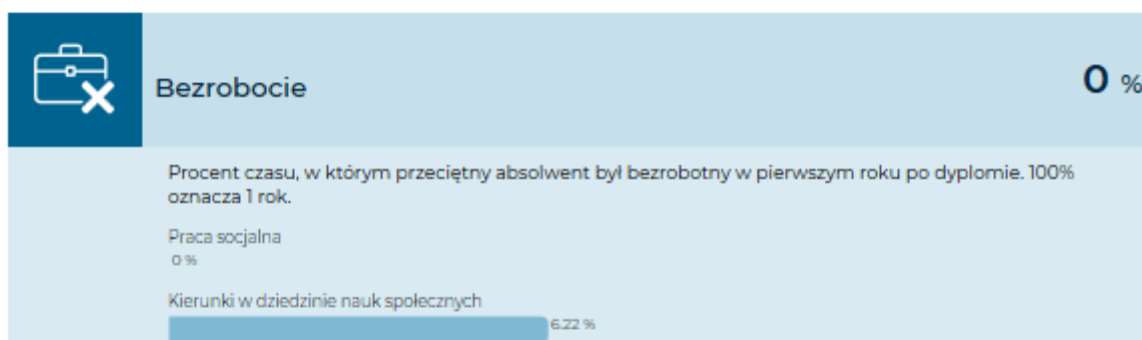 Bezrobocie
0 %
Procent czasu, w którym przeciętny absolwent był bezrobotny w pierwszym roku po dyplomie. 100%
oznacza 1 rok.
Praca socjalna
0 %
Kierunki w dziedzinie nauk społecznych
6.22 %